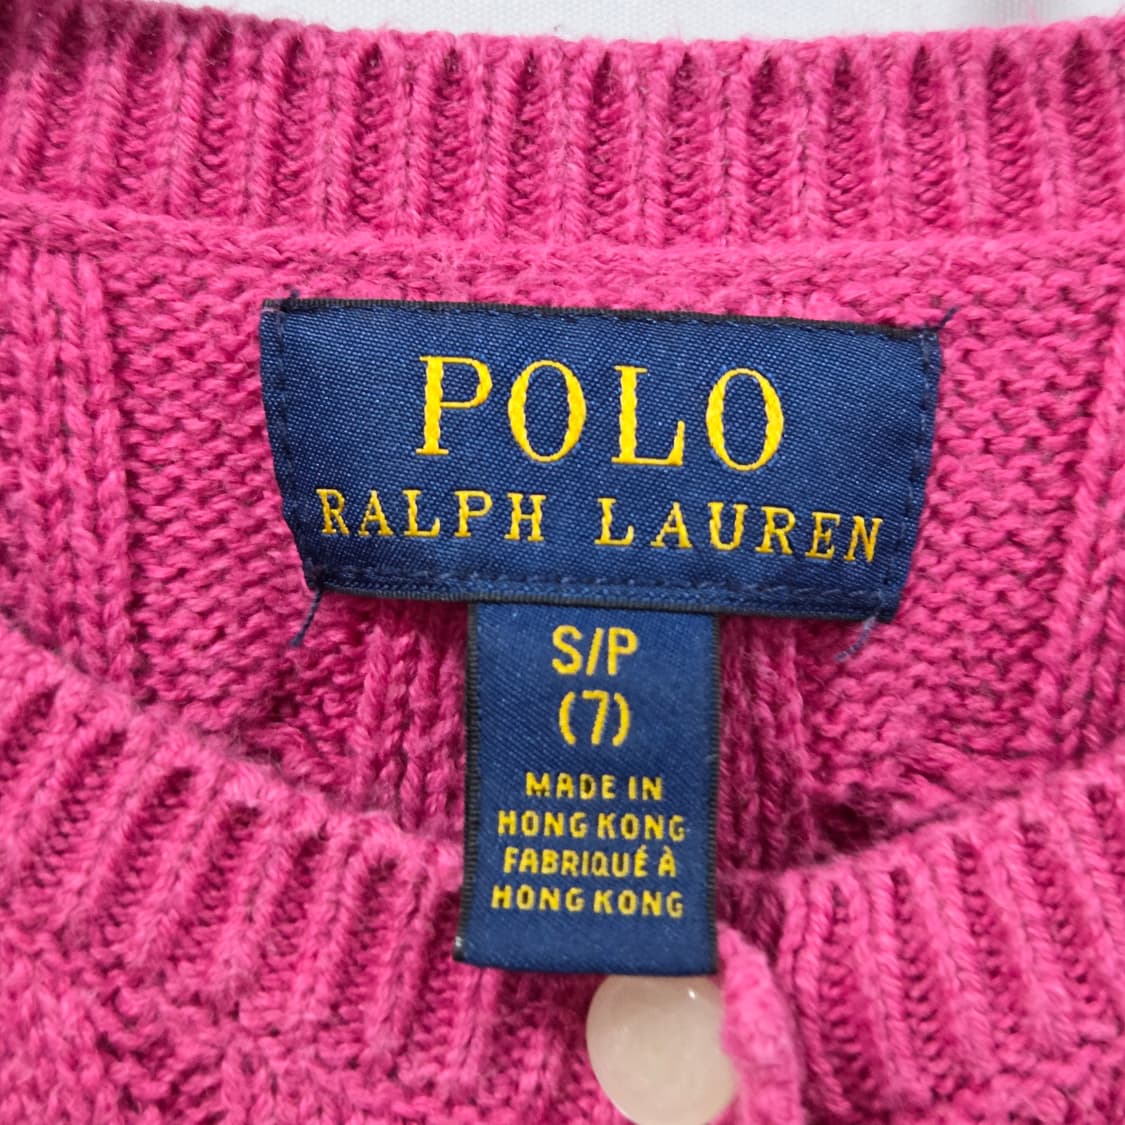 POLO
RALPH LAUREN
S/P
(7)
MADE IN
HONG KONG
FABRIQUÉ À
HONG KONG